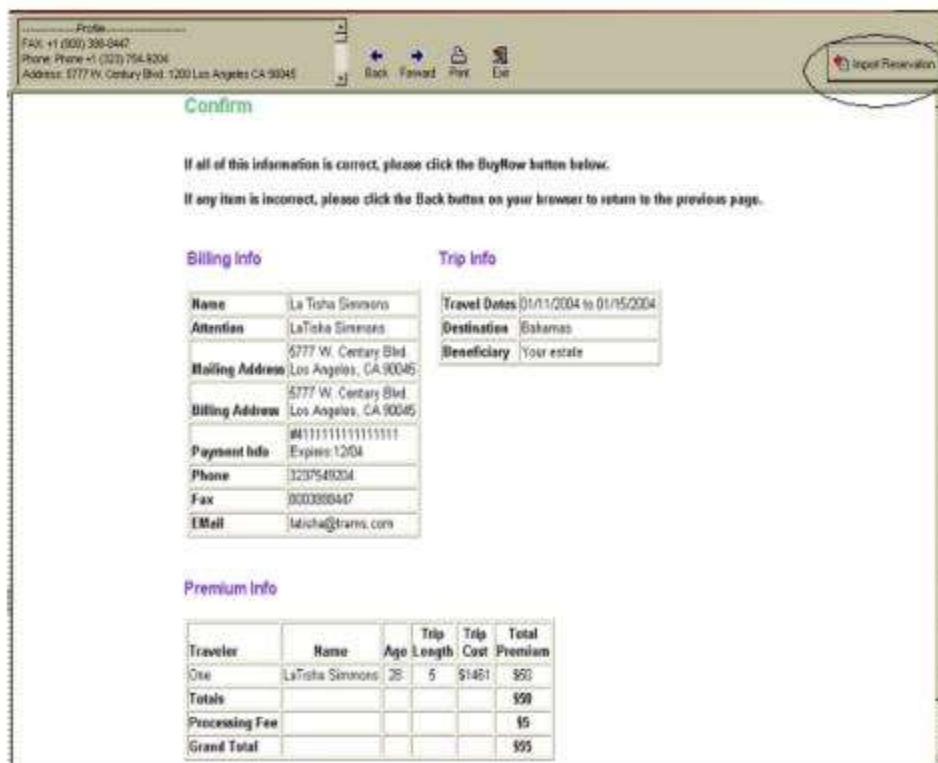 Profile
FAX: +1 (800) 388-8447
Phone: Phone +1 (323) 754-9204
Address: 5777 W. Century Blvd. 1200 Los Angeles CA 90045
Back Forward Print Exit
Import Reservation
Confirm
If all of this information is correct, please click the BuyNow button below.
If any item is incorrect, please click the Back button on your browser to return to the previous page.
Billing Info
Name La Tisha Simmons
Attention LaTisha Simmons
Mailing Address 5777 W. Century Blvd. Los Angeles, CA 90045
Billing Address 5777 W. Century Blvd. Los Angeles, CA 90045
Payment Info #4111111111111111 Expires:12/04
Phone 3237549204
Fax 8003888447
EMail latisha@trams.com
Trip Info
Travel Dates 01/11/2004 to 01/15/2004
Destination Bahamas
Beneficiary Your estate
Premium Info
Traveler Name Age Trip Length Trip Cost Total Premium
One LaTisha Simmons 28 5 $1461 $50
Totals $50
Processing Fee $5
Grand Total $55